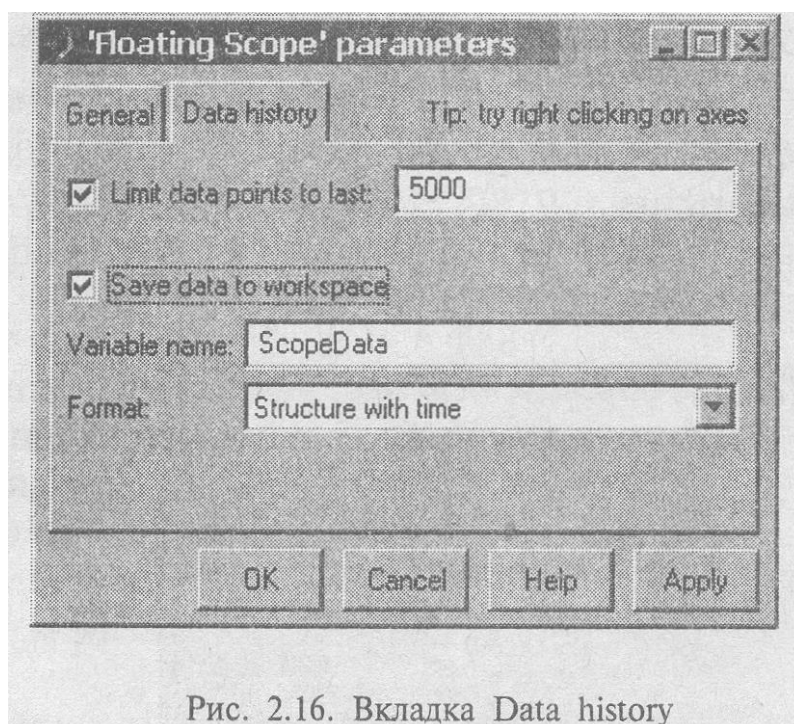 'Floating Scope' parameters
General Data history Tip: try right clicking on axes
Limit data points to last: 5000
Save data to workspace
Variable name: ScopeData
Format: Structure with time
OK Cancel Help Apply
Рис. 2.16. Вкладка Data history